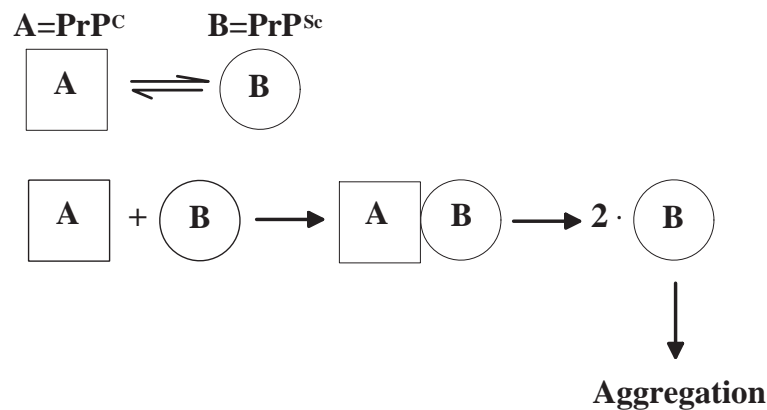 A=PrPᶜ B=PrPˢᶜ
A B
A + B A B 2 · B
Aggregation